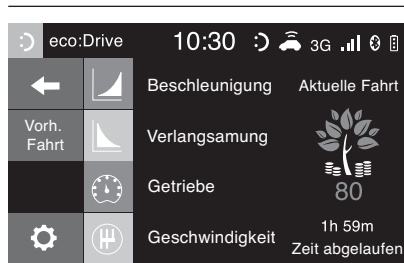 eco:Drive 10:30 3G
Beschleunigung Aktuelle Fahrt
Vorh.
Fahrt
Verlangsamung
Getriebe
80
Geschwindigkeit
1h 59m
Zeit abgelaufen